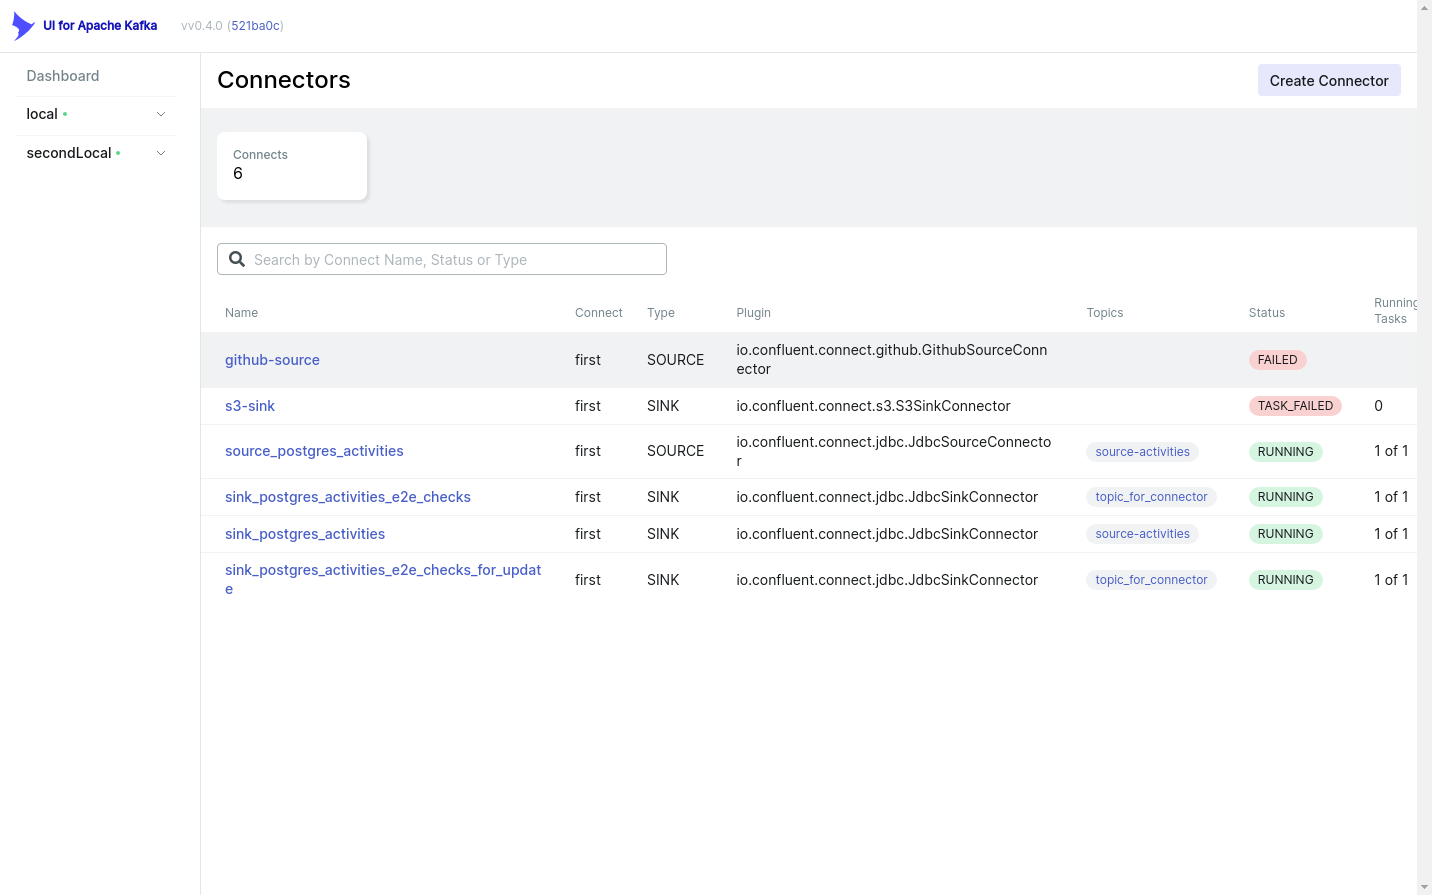 UI for Apache Kafka vv0.4.0 (521ba0c)
Dashboard
local
secondLocal
Connectors
Create Connector
Connects
6
Search by Connect Name, Status or Type
Name Connect Type Plugin Topics Status Running
Tasks
github-source first SOURCE io.confluent.connect.github.GithubSourceConn
ector FAILED
s3-sink first SINK io.confluent.connect.s3.S3SinkConnector TASK_FAILED 0
source_postgres_activities first SOURCE io.confluent.connect.jdbc.JdbcSourceConnecto
r source-activities RUNNING 1 of 1
sink_postgres_activities_e2e_checks first SINK io.confluent.connect.jdbc.JdbcSinkConnector topic_for_connector RUNNING 1 of 1
sink_postgres_activities first SINK io.confluent.connect.jdbc.JdbcSinkConnector source-activities RUNNING 1 of 1
sink_postgres_activities_e2e_checks_for_updat
e first SINK io.confluent.connect.jdbc.JdbcSinkConnector topic_for_connector RUNNING 1 of 1